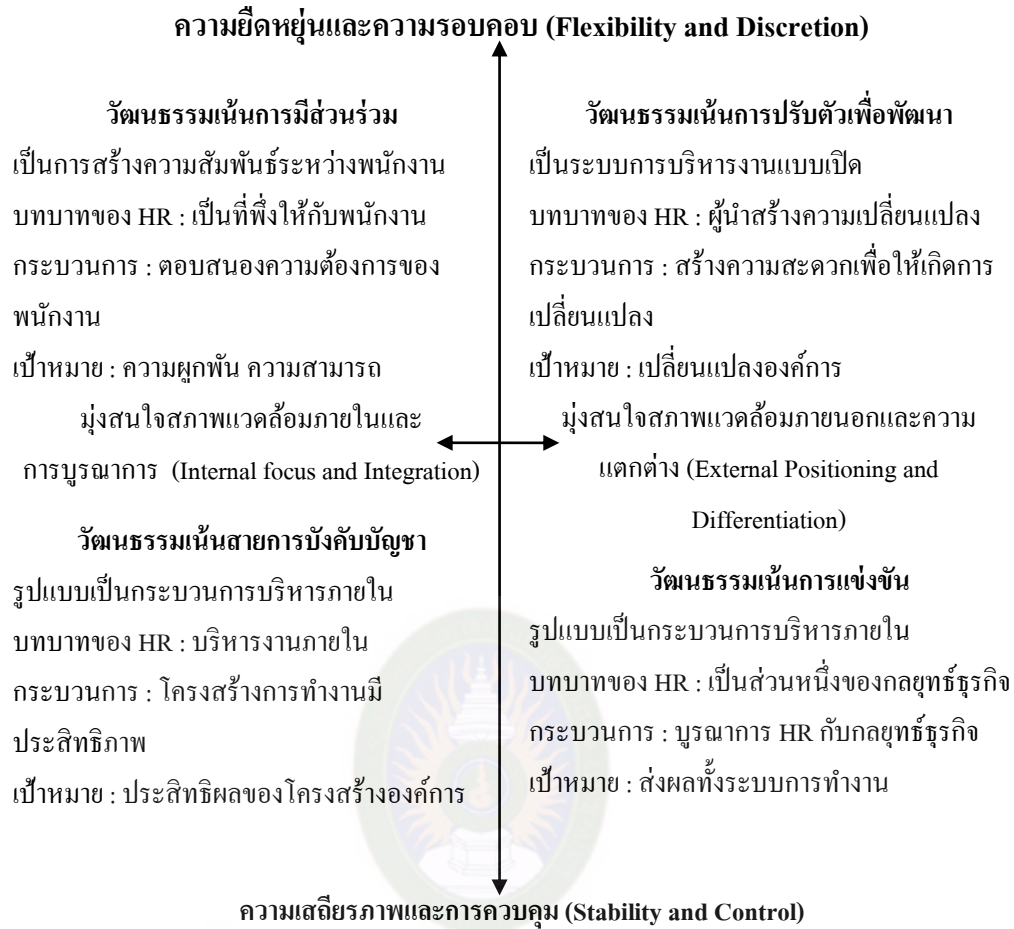 ความยืดหยุ่นและความรอบคอบ (Flexibility and Discretion)
วัฒนธรรมเน้นการมีส่วนร่วม
เป็นการสร้างความสัมพันธ์ระหว่างพนักงาน
บทบาทของ HR : เป็นที่พึ่งให้กับพนักงาน
กระบวนการ : ตอบสนองความต้องการของ
พนักงาน
เป้าหมาย : ความผูกพัน ความสามารถ
มุ่งสนใจสภาพแวดล้อมภายในและ
การบูรณาการ (Internal focus and Integration)
วัฒนธรรมเน้นการปรับตัวเพื่อพัฒนา
เป็นระบบการบริหารงานแบบเปิด
บทบาทของ HR : ผู้นำสร้างความเปลี่ยนแปลง
กระบวนการ : สร้างความสะดวกเพื่อให้เกิดการ
เปลี่ยนแปลง
เป้าหมาย : เปลี่ยนแปลงองค์การ
มุ่งสนใจสภาพแวดล้อมภายนอกและความ
แตกต่าง (External Positioning and
Differentiation)
วัฒนธรรมเน้นสายการบังคับบัญชา
รูปแบบเป็นกระบวนการบริหารภายใน
บทบาทของ HR : บริหารงานภายใน
กระบวนการ : โครงสร้างการทำงานมี
ประสิทธิภาพ
เป้าหมาย : ประสิทธิผลของโครงสร้างองค์การ
วัฒนธรรมเน้นการแข่งขัน
รูปแบบเป็นกระบวนการบริหารภายใน
บทบาทของ HR : เป็นส่วนหนึ่งของกลยุทธ์ธุรกิจ
กระบวนการ : บูรณาการ HR กับกลยุทธ์ธุรกิจ
เป้าหมาย : ส่งผลทั้งระบบการทำงาน
ความเสถียรภาพและการควบคุม (Stability and Control)